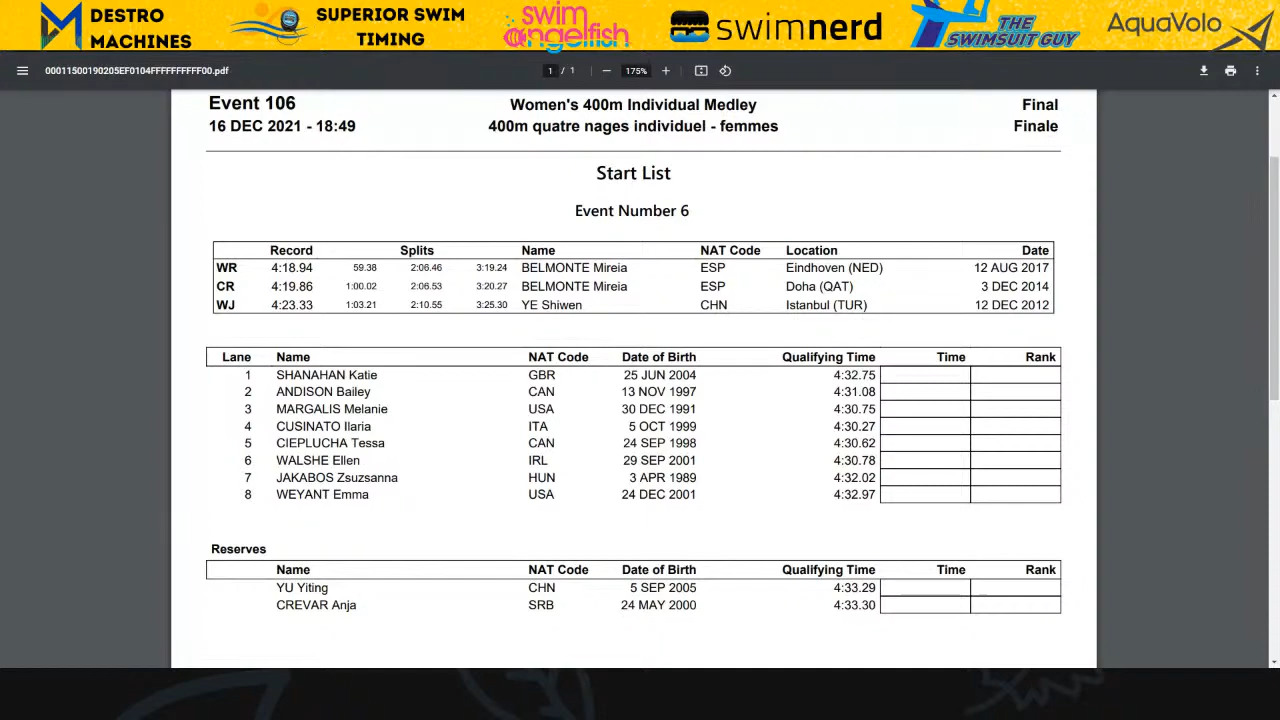 DESTRO
MACHINES
SUPERIOR SWIM
TIMING
swim
angelfish
swimnerd
THE
SWIMSUIT GUY
AquaVolo
00011500190205EF0104FFFFFFFFFF00.pdf
1 / 1
175%
Event 106 Women's 400m Individual Medley Final
16 DEC 2021 - 18:49 400m quatre nages individuel - femmes Finale
Start List
Event Number 6
Record Splits Name NAT Code Location Date
WR 4:18.94 59.38 2:06.46 3:19.24 BELMONTE Mireia ESP Eindhoven (NED) 12 AUG 2017
CR 4:19.86 1:00.02 2:06.53 3:20.27 BELMONTE Mireia ESP Doha (QAT) 3 DEC 2014
WJ 4:23.33 1:03.21 2:10.55 3:25.30 YE Shiwen CHN Istanbul (TUR) 12 DEC 2012
Lane Name NAT Code Date of Birth Qualifying Time Time Rank
1 SHANAHAN Katie GBR 25 JUN 2004 4:32.75
2 ANDISON Bailey CAN 13 NOV 1997 4:31.08
3 MARGALIS Melanie USA 30 DEC 1991 4:30.75
4 CUSINATO Ilaria ITA 5 OCT 1999 4:30.27
5 CIEPLUCHA Tessa CAN 24 SEP 1998 4:30.62
6 WALSHE Ellen IRL 29 SEP 2001 4:30.78
7 JAKABOS Zsuzsanna HUN 3 APR 1989 4:32.02
8 WEYANT Emma USA 24 DEC 2001 4:32.97
Reserves
Name NAT Code Date of Birth Qualifying Time Time Rank
YU Yiting CHN 5 SEP 2005 4:33.29
CREVAR Anja SRB 24 MAY 2000 4:33.30